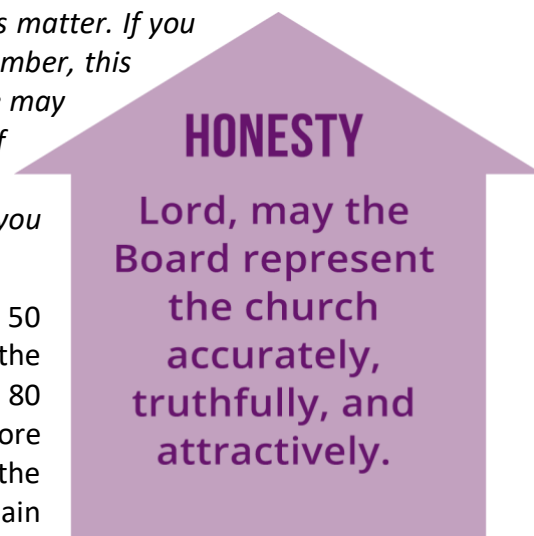 s matter. If you
mber, this
may
f
you
50
the
80
ore
the
ain
HONESTY
Lord, may the
Board represent
the church
accurately,
truthfully, and
attractively.